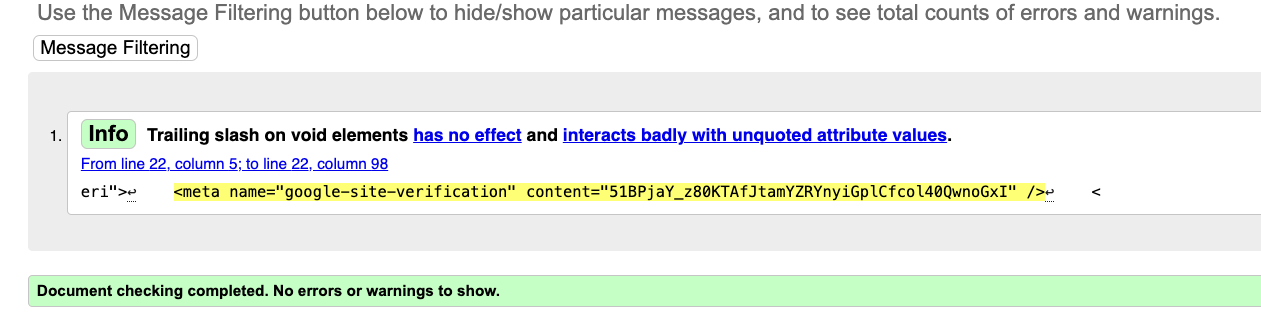 Use the Message Filtering button below to hide/show particular messages, and to see total counts of errors and warnings.
Message Filtering
1. Info Trailing slash on void elements has no effect and interacts badly with unquoted attribute values.
From line 22, column 5; to line 22, column 98
eri">↩    <meta name="google-site-verification" content="51BPjaY_z80KTAfJtamYZRYnyiGplCfcol40QwnoGxI" />↩    <
Document checking completed. No errors or warnings to show.